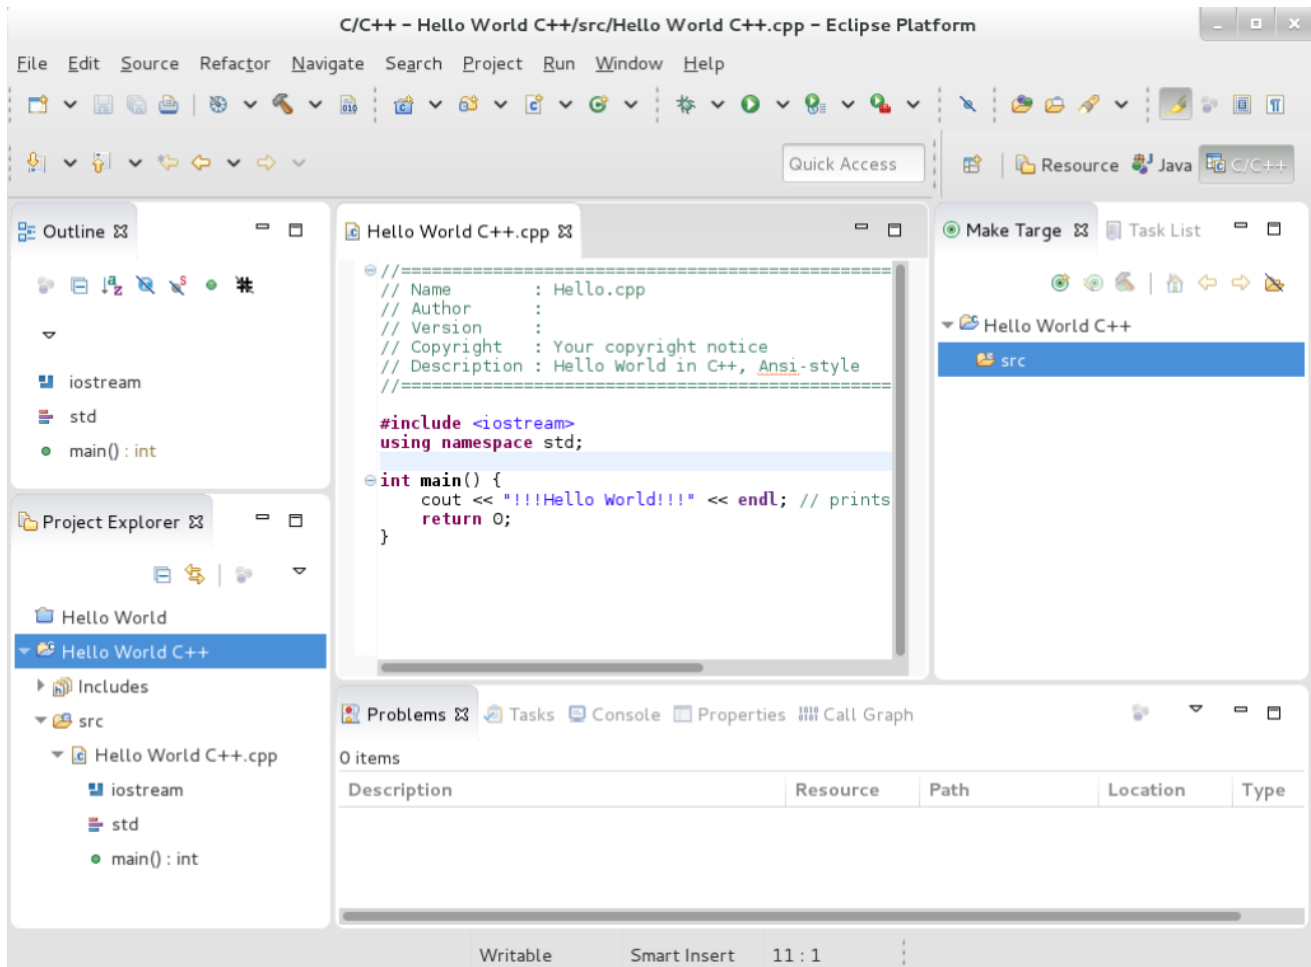 C/C++ – Hello World C++/src/Hello World C++.cpp – Eclipse Platform
File Edit Source Refactor Navigate Search Project Run Window Help
Quick Access
Resource Java C/C++
Outline
iostream
std
main() : int
Project Explorer
Hello World
Hello World C++
Includes
src
Hello World C++.cpp
iostream
std
main() : int
Hello World C++.cpp
//================================================
// Name        : Hello.cpp
// Author      :
// Version     :
// Copyright   : Your copyright notice
// Description : Hello World in C++, Ansi-style
//================================================
#include <iostream>
using namespace std;
int main() {
    cout << "!!!Hello World!!!" << endl; // prints
    return 0;
}
Make Targe Task List
Hello World C++
src
Problems Tasks Console Properties Call Graph
0 items
Description Resource Path Location Type
Writable Smart Insert 11 : 1